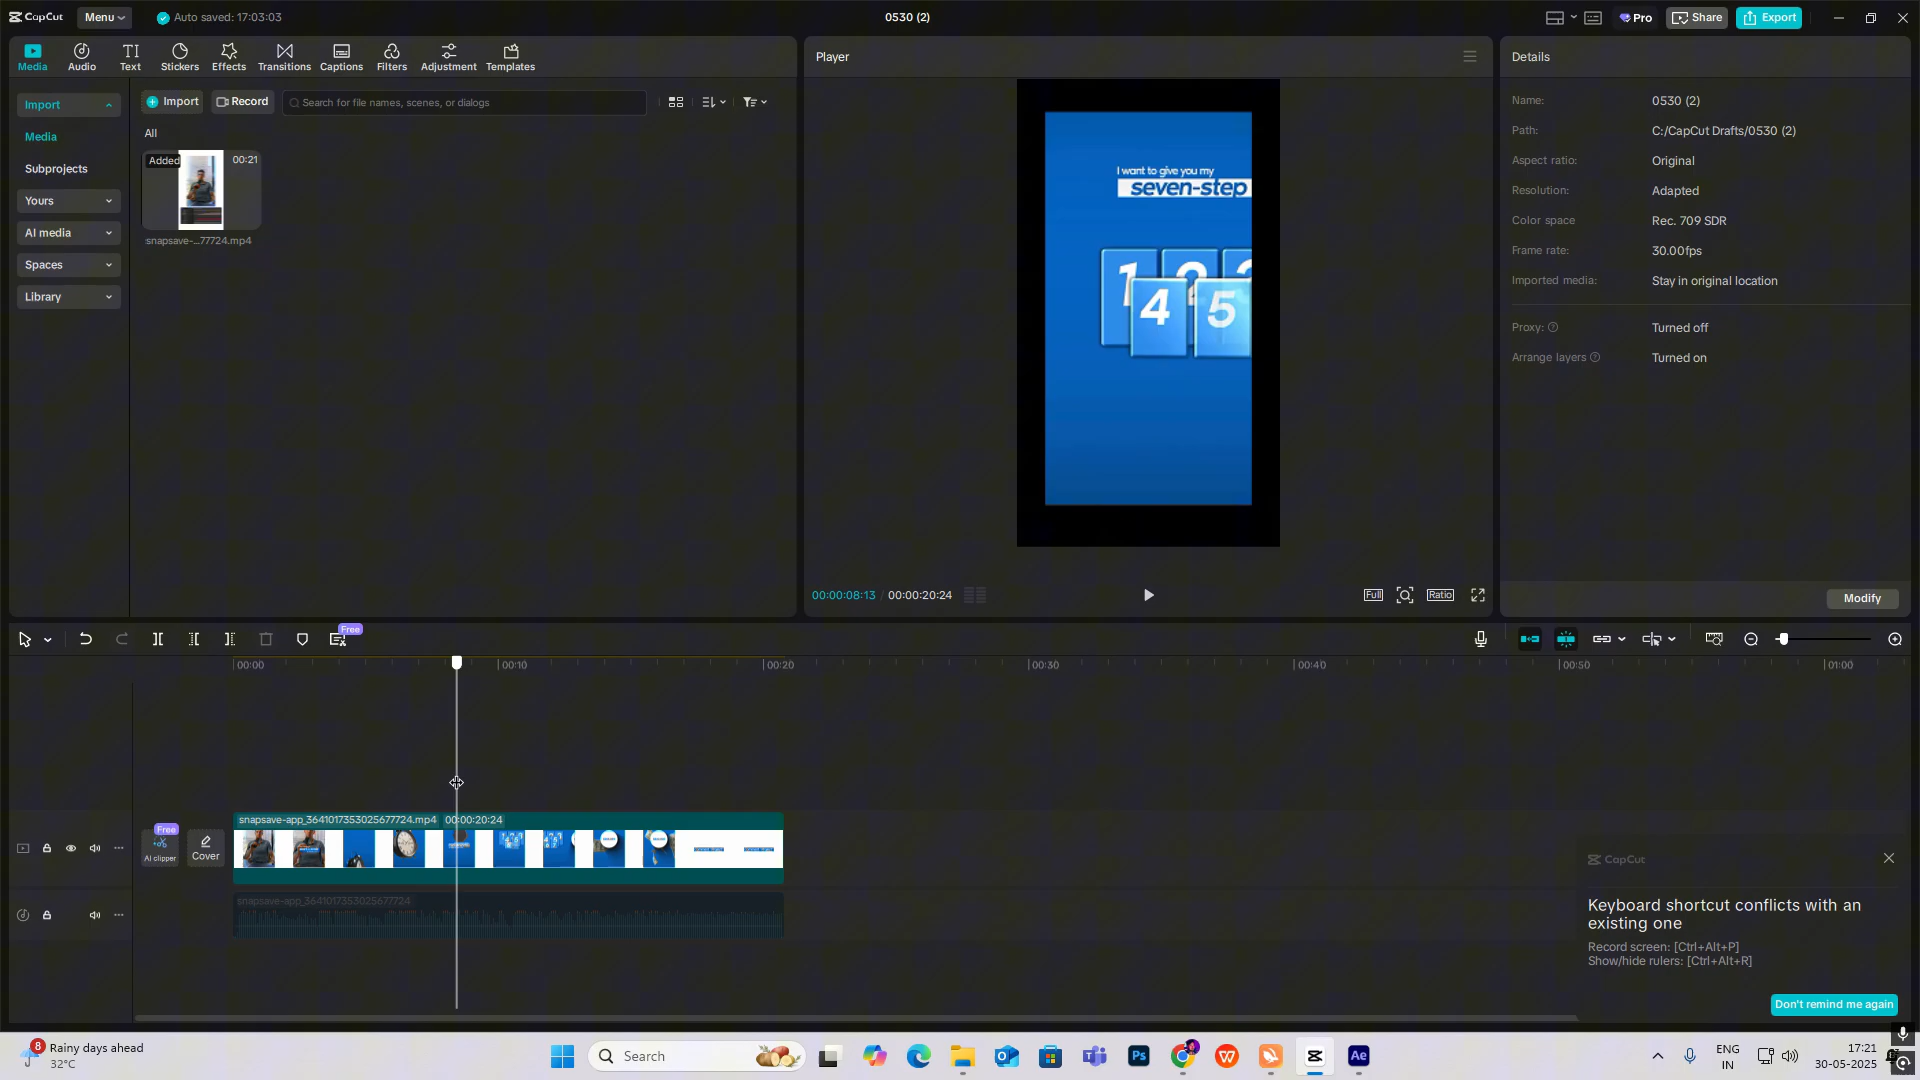 CapCut
Menu
Auto saved: 17:03:03
0530 (2)
Pro
Share
Export
Media
Audio
Text
Stickers
Effects
Transitions
Captions
Filters
Adjustment
Templates
Import
Media
Subprojects
Yours
AI media
Spaces
Library
Import
Record
Search for file names, scenes, or dialogs
All
Added
00:21
snapsave-...77724.mp4
Player
I want to give you my
seven-step
1
4
5
00:00:08:13 / 00:00:20:24
Full
Ratio
Details
Name: 0530 (2)
Path: C:/CapCut Drafts/0530 (2)
Aspect ratio: Original
Resolution: Adapted
Color space Rec. 709 SDR
Frame rate: 30.00fps
Imported media: Stay in original location
Proxy: Turned off
Arrange layers Turned on
Modify
Free
00:00
00:10
00:20
00:30
00:40
00:50
01:00
Free
AI clipper
Cover
snapsave-app_3641017353025677724.mp4 00:00:20:24
snapsave-app_3641017353025677724
CapCut
Keyboard shortcut conflicts with an
existing one
Record screen: [Ctrl+Alt+P]
Show/hide rulers: [Ctrl+Alt+R]
Don't remind me again
8
Rainy days ahead
32°C
Search
Ps
W
Ae
ENG
IN
17:21
30-05-2025